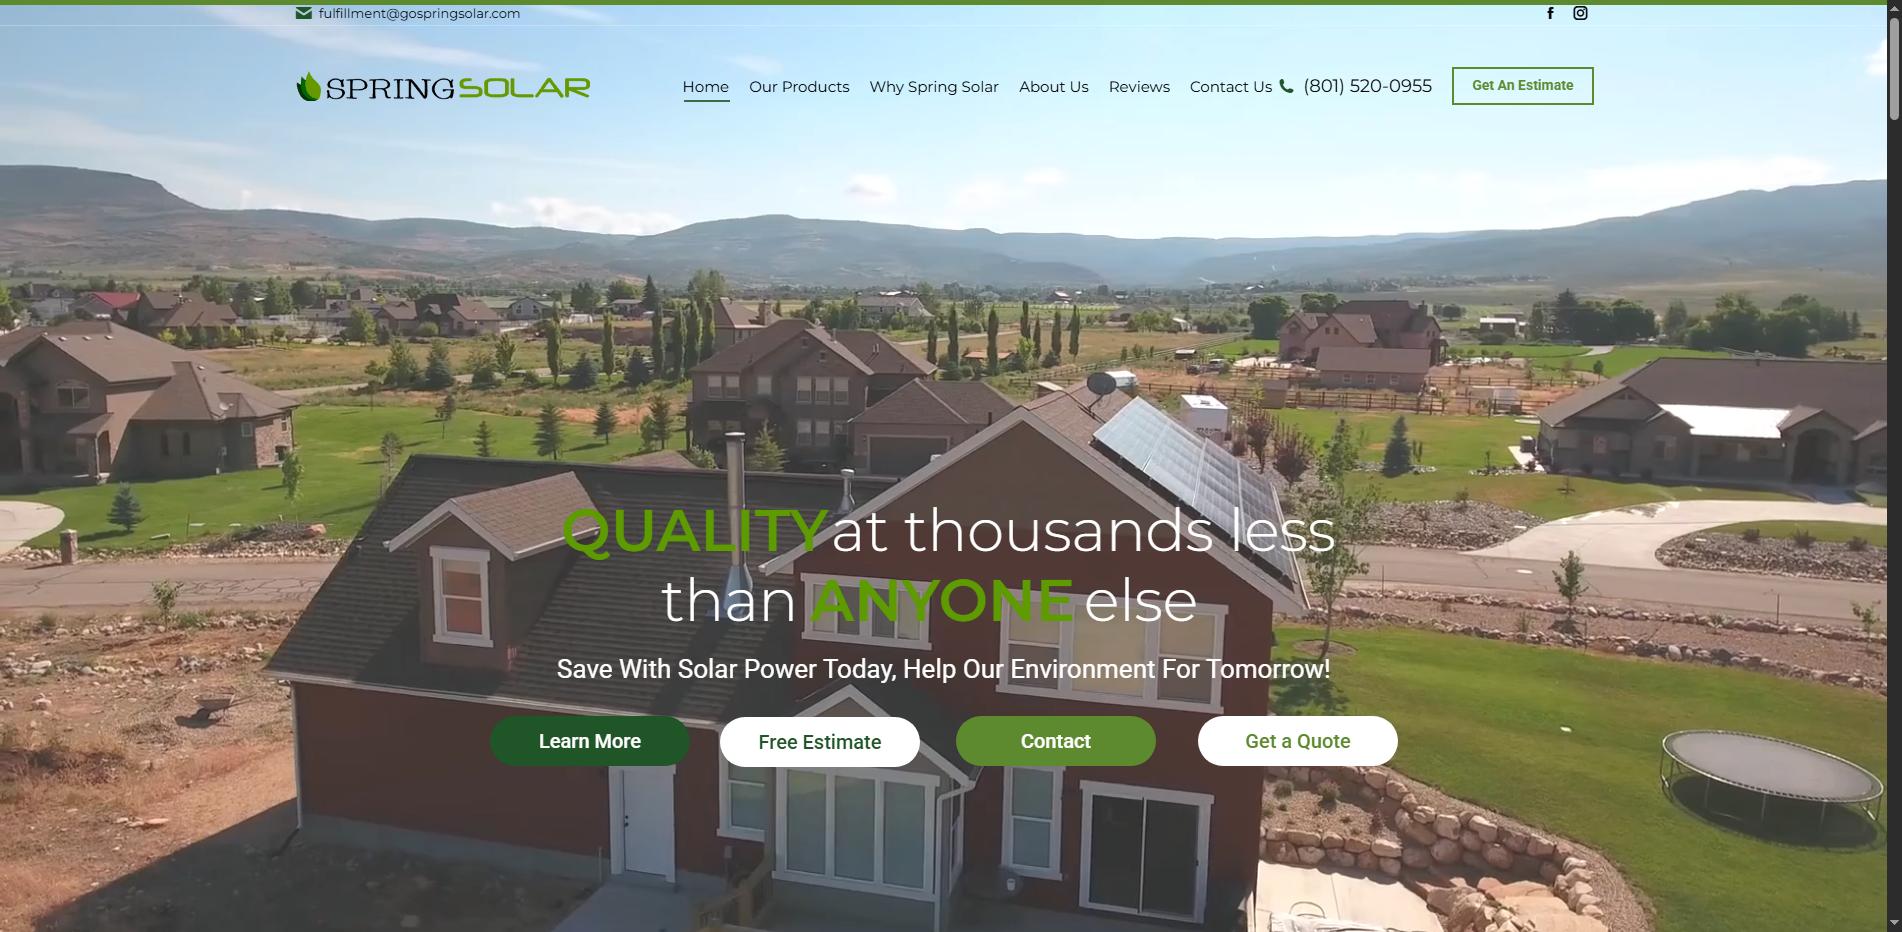 fulfillment@gospringsolar.com
SPRINGSOLAR
Home
Our Products
Why Spring Solar
About Us
Reviews
Contact Us
(801) 520-0955
Get An Estimate
QUALITY at thousands less
than ANYONE else
Save With Solar Power Today, Help Our Environment For Tomorrow!
Learn More
Free Estimate
Contact
Get a Quote